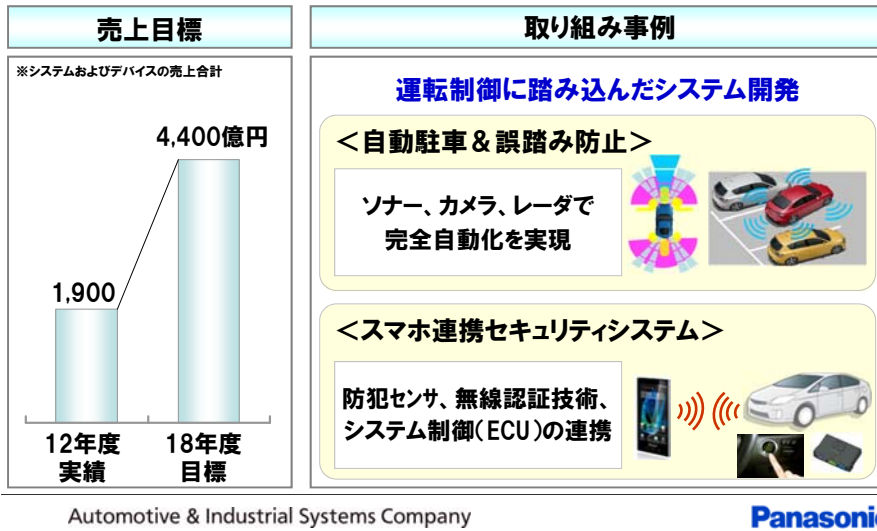 売上目標
取り組み事例
※システムおよびデバイスの売上合計
4,400億円
1,900
12年度
実績
18年度
目標
運転制御に踏み込んだシステム開発
＜自動駐車＆誤踏み防止＞
ソナー、カメラ、レーダで
完全自動化を実現
＜スマホ連携セキュリティシステム＞
防犯センサ、無線認証技術、
システム制御（ECU）の連携
Automotive & Industrial Systems Company
Panasonic